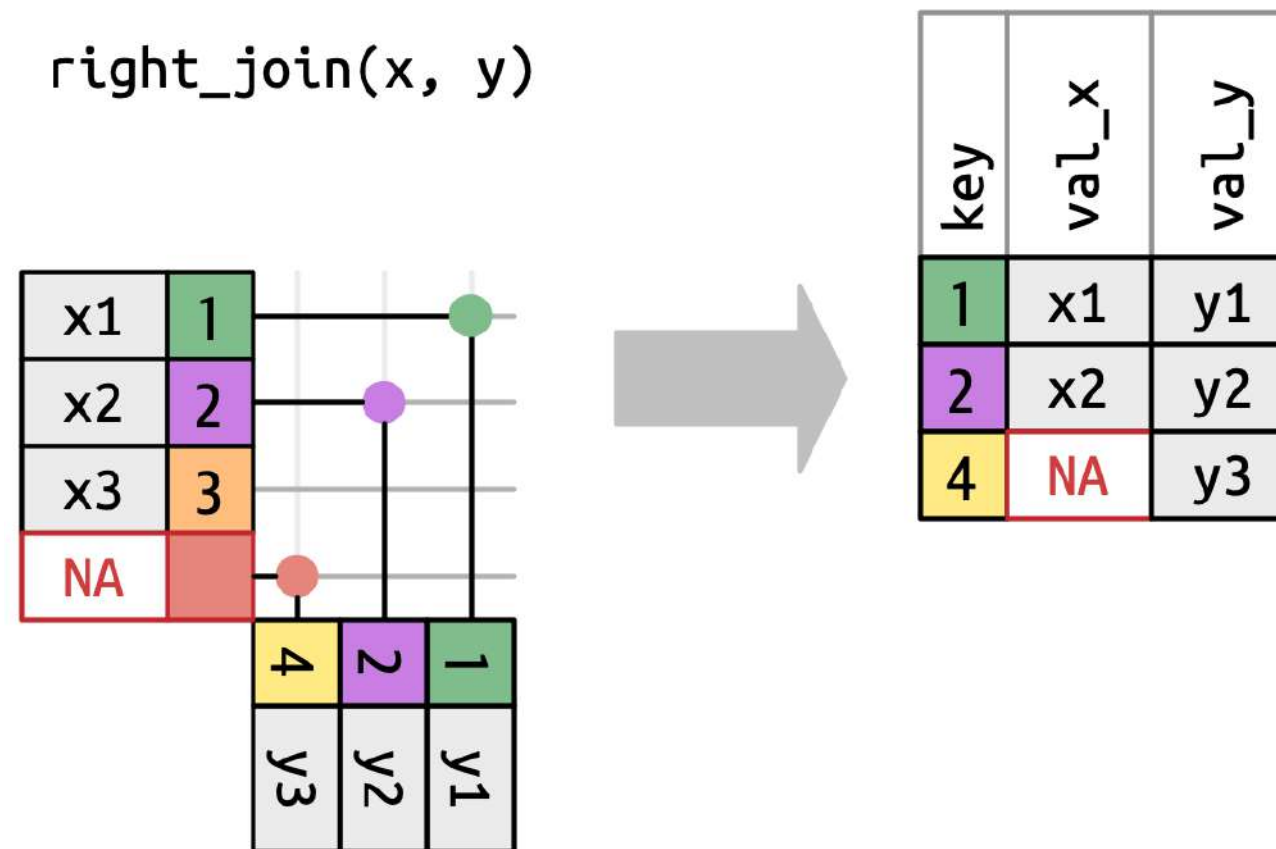 right_join(x, y)
x1 1
x2 2
x3 3
NA
4 2 1
y3 y2 y1
key val_x val_y
1 x1 y1
2 x2 y2
4 NA y3